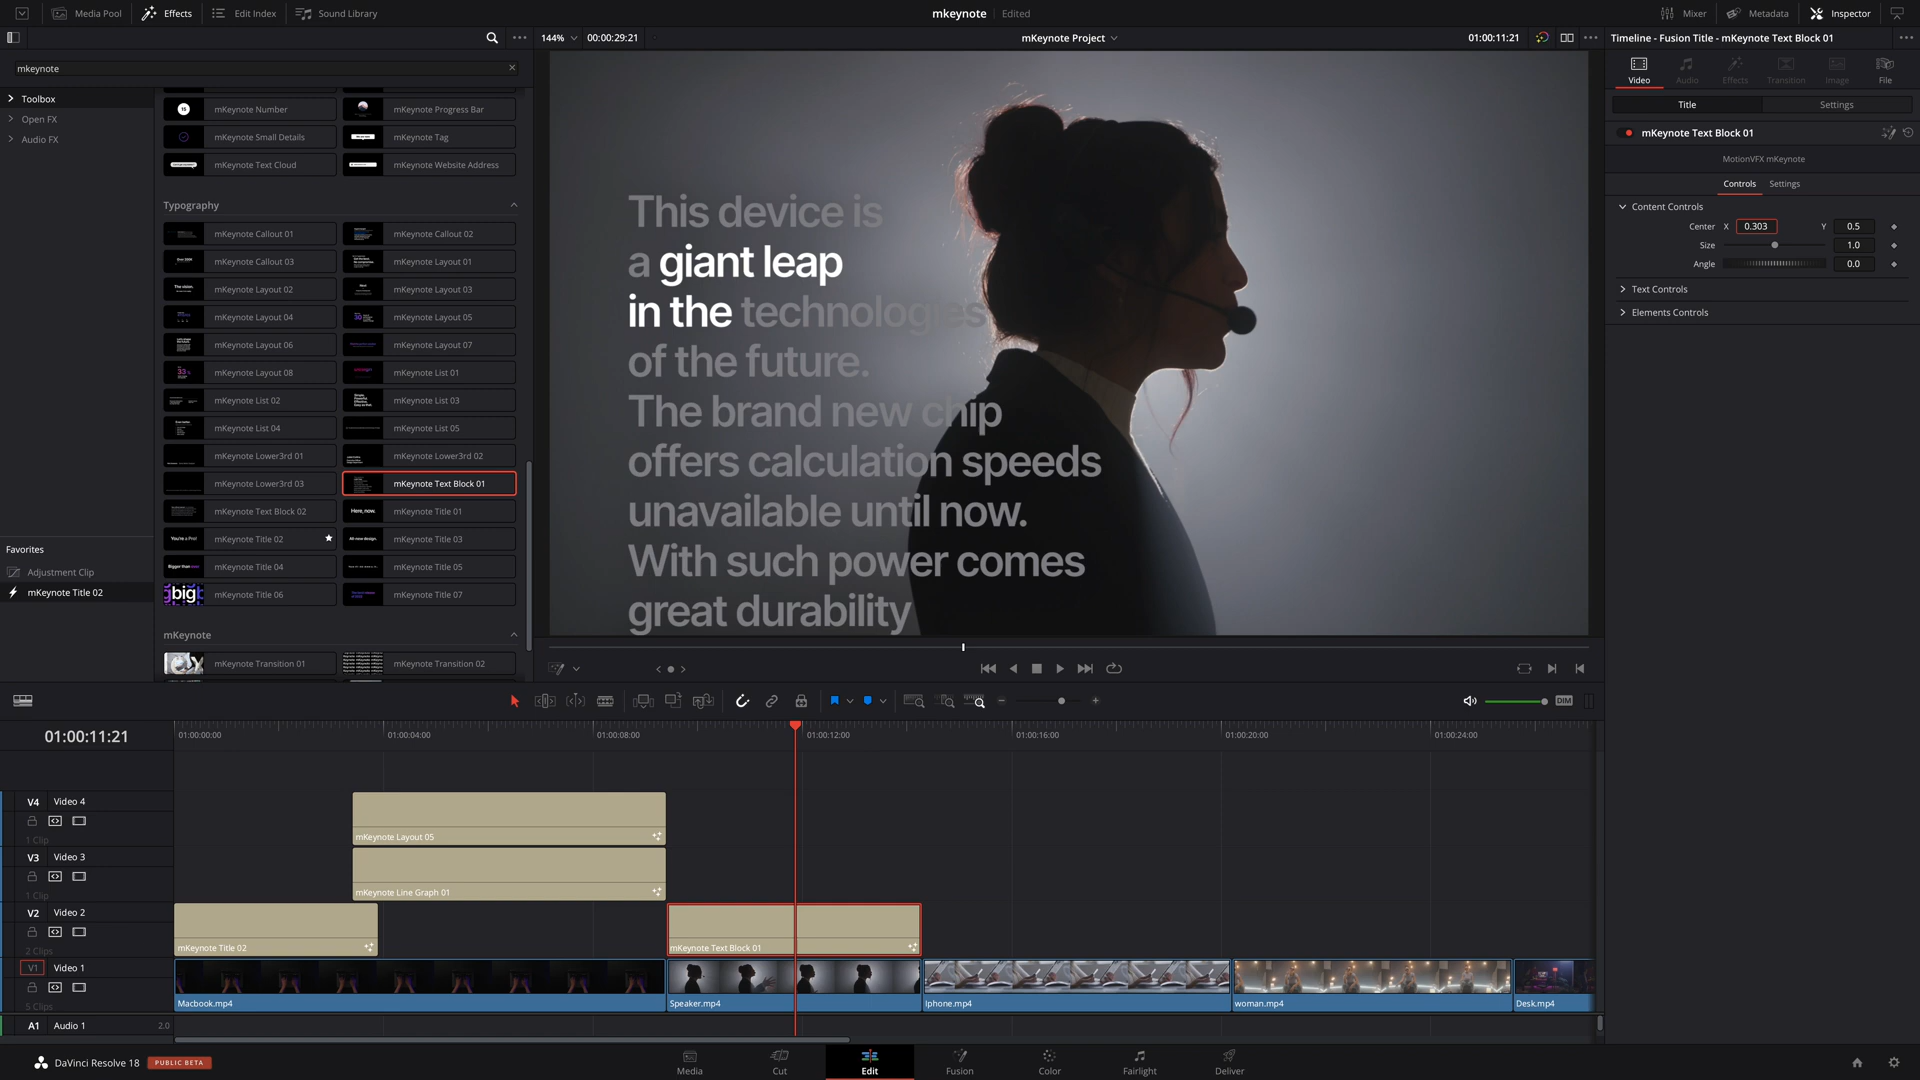 Media Pool
Effects
Edit Index
Sound Library
mkeynote
Edited
Mixer
Metadata
Inspector
144%
00:00:29:21
mKeynote Project
01:00:11:21
Timeline - Fusion Title - mKeynote Text Block 01
mkeynote
Video
Audio
Effects
Transition
Image
File
Toolbox
Open FX
Audio FX
Title
Settings
mKeynote Number
mKeynote Progress Bar
mKeynote Small Details
mKeynote Tag
mKeynote Text Cloud
mKeynote Website Address
Typography
mKeynote Callout 01
mKeynote Callout 02
mKeynote Callout 03
mKeynote Layout 01
mKeynote Layout 02
mKeynote Layout 03
mKeynote Layout 04
mKeynote Layout 05
mKeynote Layout 06
mKeynote Layout 07
mKeynote Layout 08
mKeynote List 01
mKeynote List 02
mKeynote List 03
mKeynote List 04
mKeynote List 05
mKeynote Lower3rd 01
mKeynote Lower3rd 02
mKeynote Lower3rd 03
mKeynote Text Block 01
mKeynote Text Block 02
Here, now.
mKeynote Title 01
You're a Pro!
mKeynote Title 02
All-new design.
mKeynote Title 03
Bigger than ever
mKeynote Title 04
mKeynote Title 05
big
mKeynote Title 06
mKeynote Title 07
mKeynote
mKeynote Transition 01
mKeynote Transition 02
Favorites
Adjustment Clip
mKeynote Title 02
This device is
a giant leap
in the technologies
of the future.
The brand new chip
offers calculation speeds
unavailable until now.
With such power comes
great durability
mKeynote Text Block 01
MotionVFX mKeynote
Controls
Settings
Content Controls
Center X 0.303 Y 0.5
Size 1.0
Angle 0.0
Text Controls
Elements Controls
DIM
01:00:11:21
01:00:00:00
01:00:04:00
01:00:08:00
01:00:12:00
01:00:16:00
01:00:20:00
01:00:24:00
V4 Video 4
1 Clip
mKeynote Layout 05
V3 Video 3
1 Clip
mKeynote Line Graph 01
V2 Video 2
2 Clips
mKeynote Title 02
mKeynote Text Block 01
V1 Video 1
5 Clips
Macbook.mp4
Speaker.mp4
Iphone.mp4
woman.mp4
Desk.mp4
A1 Audio 1 2.0
DaVinci Resolve 18
PUBLIC BETA
Media
Cut
Edit
Fusion
Color
Fairlight
Deliver